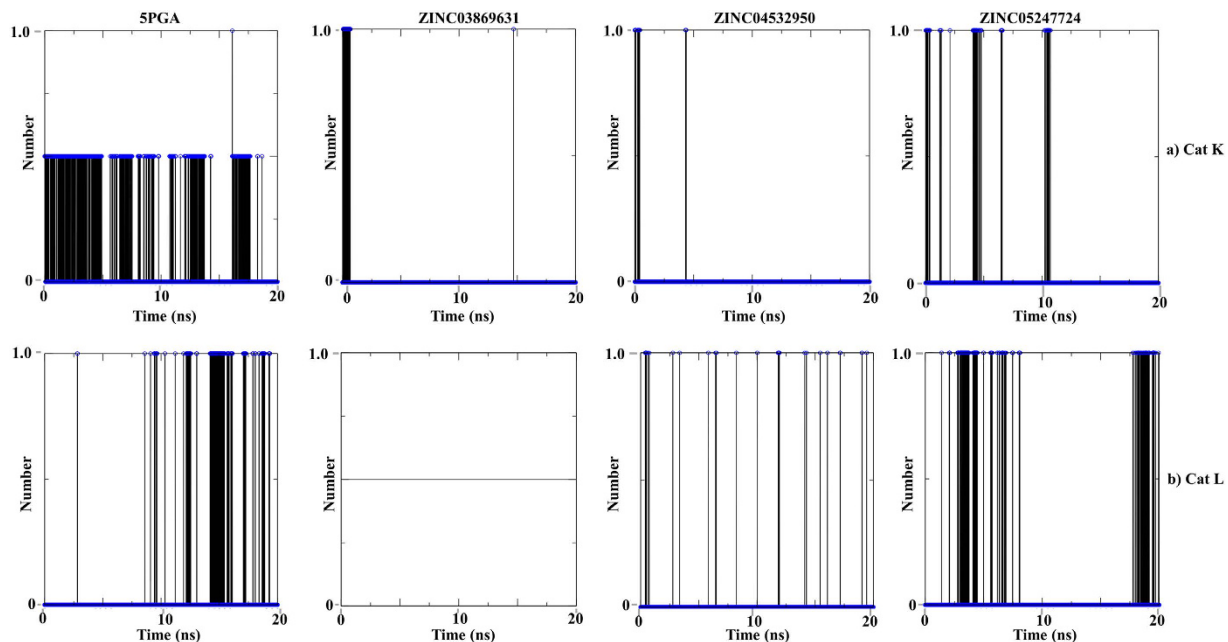 5PGA ZINC03869631 ZINC04532950 ZINC05247724
1.0 1.0 1.0 1.0
Number Number Number Number
a) Cat K
0 0 0 0
0 10 20 0 10 20 0 10 20 0 10 20
Time (ns) Time (ns) Time (ns) Time (ns)
1.0 1.0 1.0 1.0
Number Number Number Number
b) Cat L
0 0 0 0
0 10 20 0 10 20 0 10 20 0 10 20
Time (ns) Time (ns) Time (ns) Time (ns)